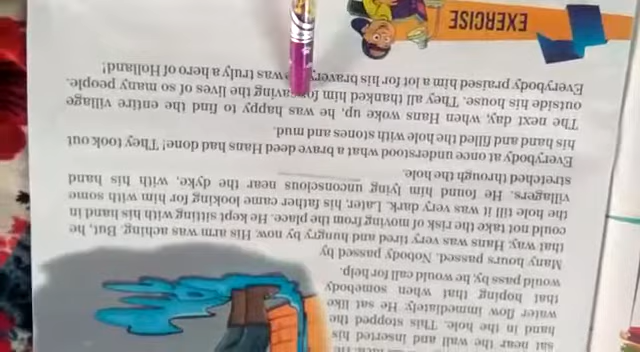 sat near the wall and inserted his
hand in the hole. This stopped the
water flow immediately. He sat like
that hoping that when somebody
would pass by, he would call for help.
Many hours passed. Nobody passed by
that way. Hans was very tired and hungry by now. His arm was aching. But, he
could not take the risk of moving from the place. He kept sitting with his hand in
the hole till it was very dark. Later, his father came looking for him with some
villagers. He found him lying unconscious near the dyke, with his hand
stretched through the hole.
Everybody at once understood what a brave deed Hans had done! They took out
his hand and filled the hole with stones and mud.
The next day, when Hans woke up, he was happy to find the entire village
outside his house. They all thanked him for saving the lives of so many people.
Everybody praised him a lot for his bravery. He was truly a hero of Holland!
EXERCISE